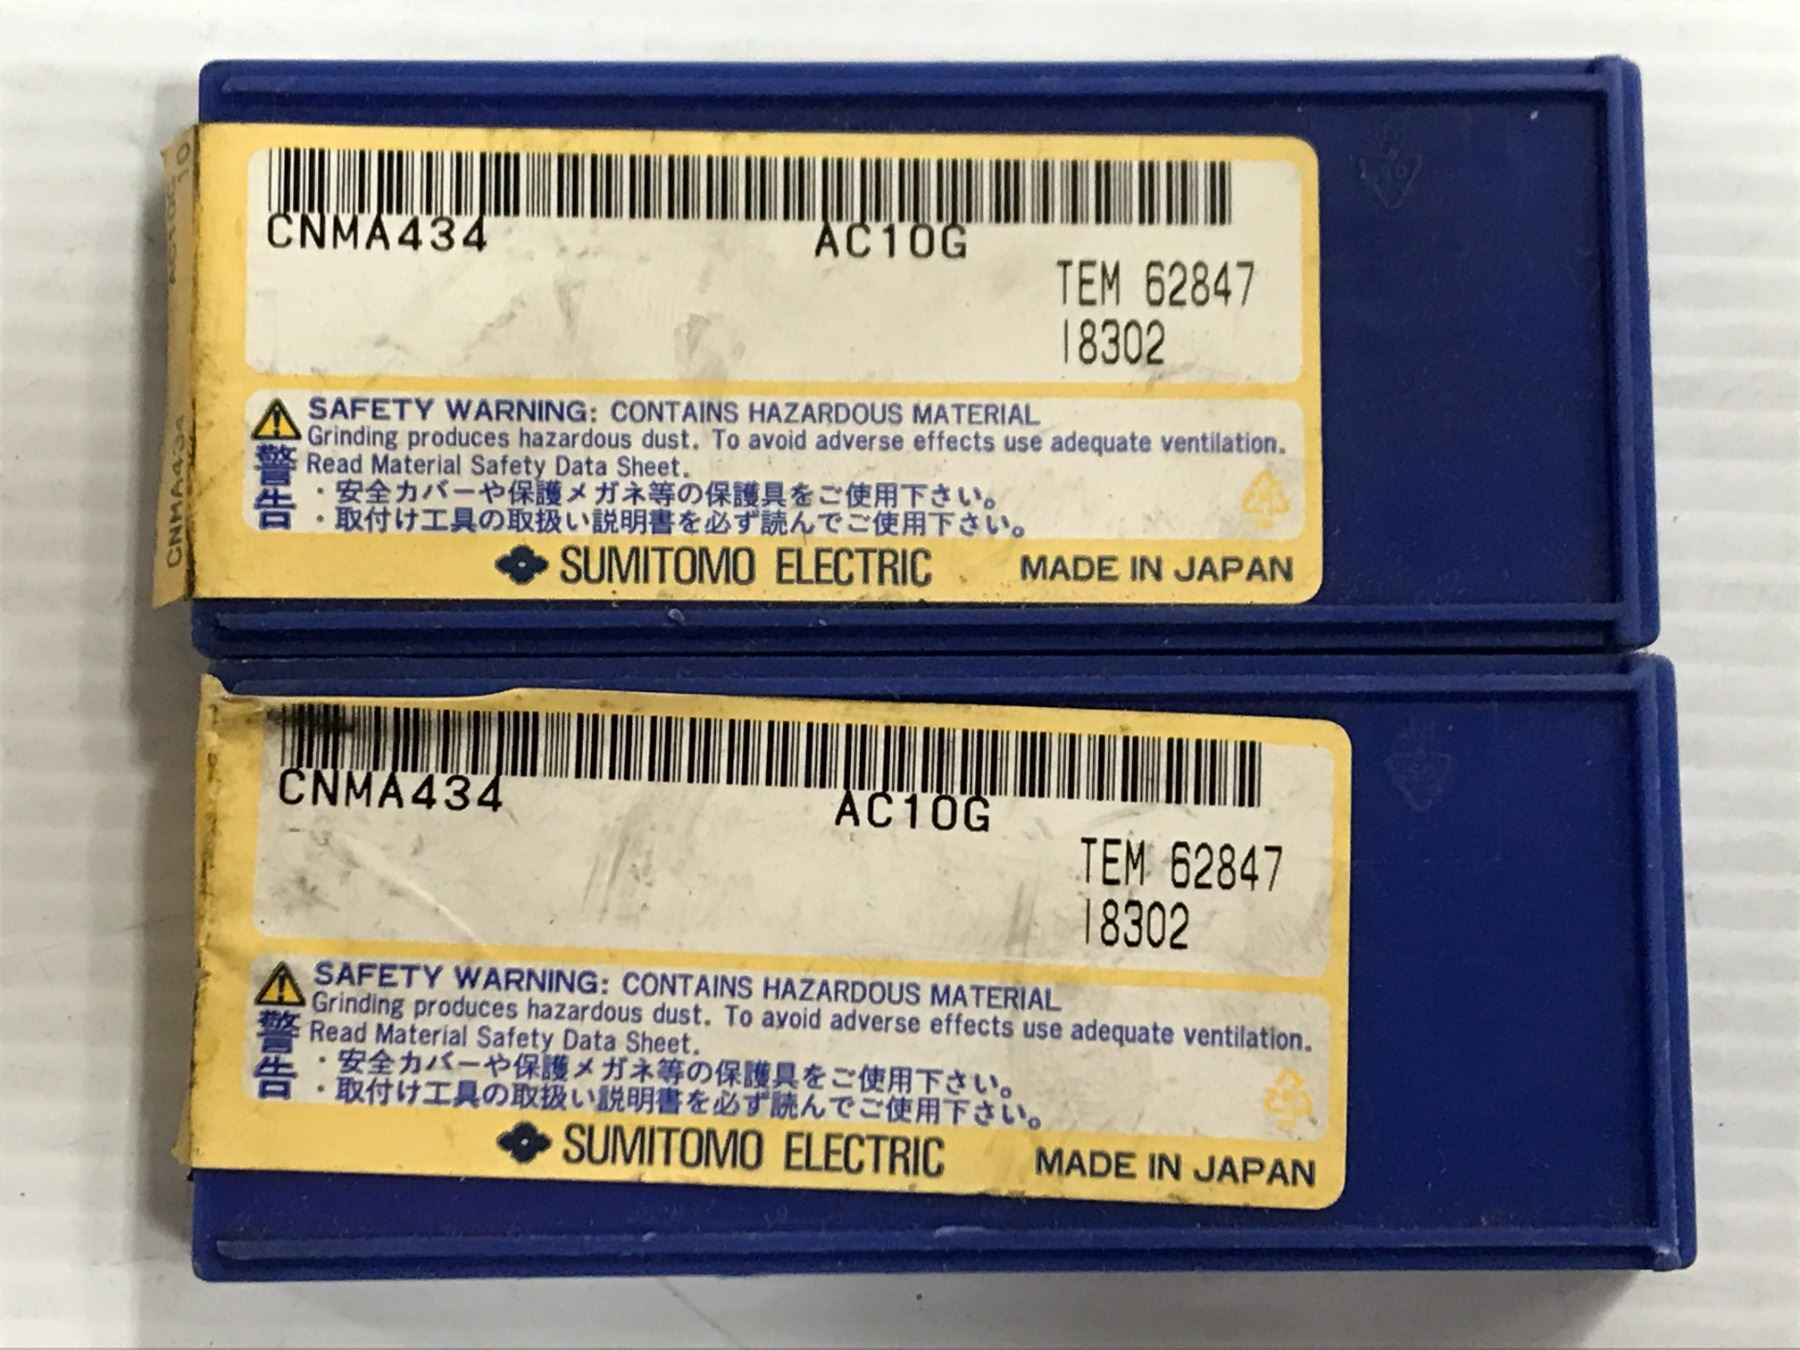 CNMA434 AC10G
TEM 62847
18302
SAFETY WARNING: CONTAINS HAZARDOUS MATERIAL
Grinding produces hazardous dust. To avoid adverse effects use adequate ventilation.
Read Material Safety Data Sheet.
警告
・安全カバーや保護メガネ等の保護具をご使用下さい。
・取付け工具の取扱い説明書を必ず読んでご使用下さい。
SUMITOMO ELECTRIC MADE IN JAPAN
CNMA434 AC10G 10
CNMA434 AC10G
TEM 62847
18302
SAFETY WARNING: CONTAINS HAZARDOUS MATERIAL
Grinding produces hazardous dust. To avoid adverse effects use adequate ventilation.
Read Material Safety Data Sheet.
警告
・安全カバーや保護メガネ等の保護具をご使用下さい。
・取付け工具の取扱い説明書を必ず読んでご使用下さい。
SUMITOMO ELECTRIC MADE IN JAPAN